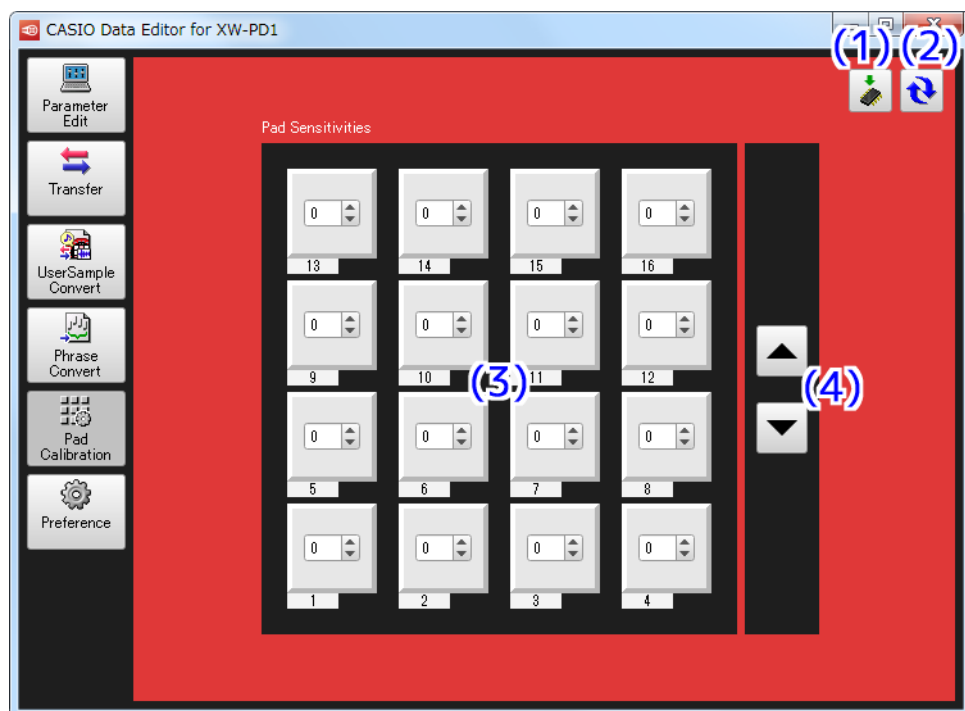 CASIO Data Editor for XW-PD1
(1) (2)
Parameter
Edit
Transfer
UserSample
Convert
Phrase
Convert
Pad
Calibration
Preference
Pad Sensitivities
0 0 0 0
13 14 15 16
0 0 0 0
9 10 (3) 11 12
(4)
0 0 0 0
5 6 7 8
0 0 0 0
1 2 3 4